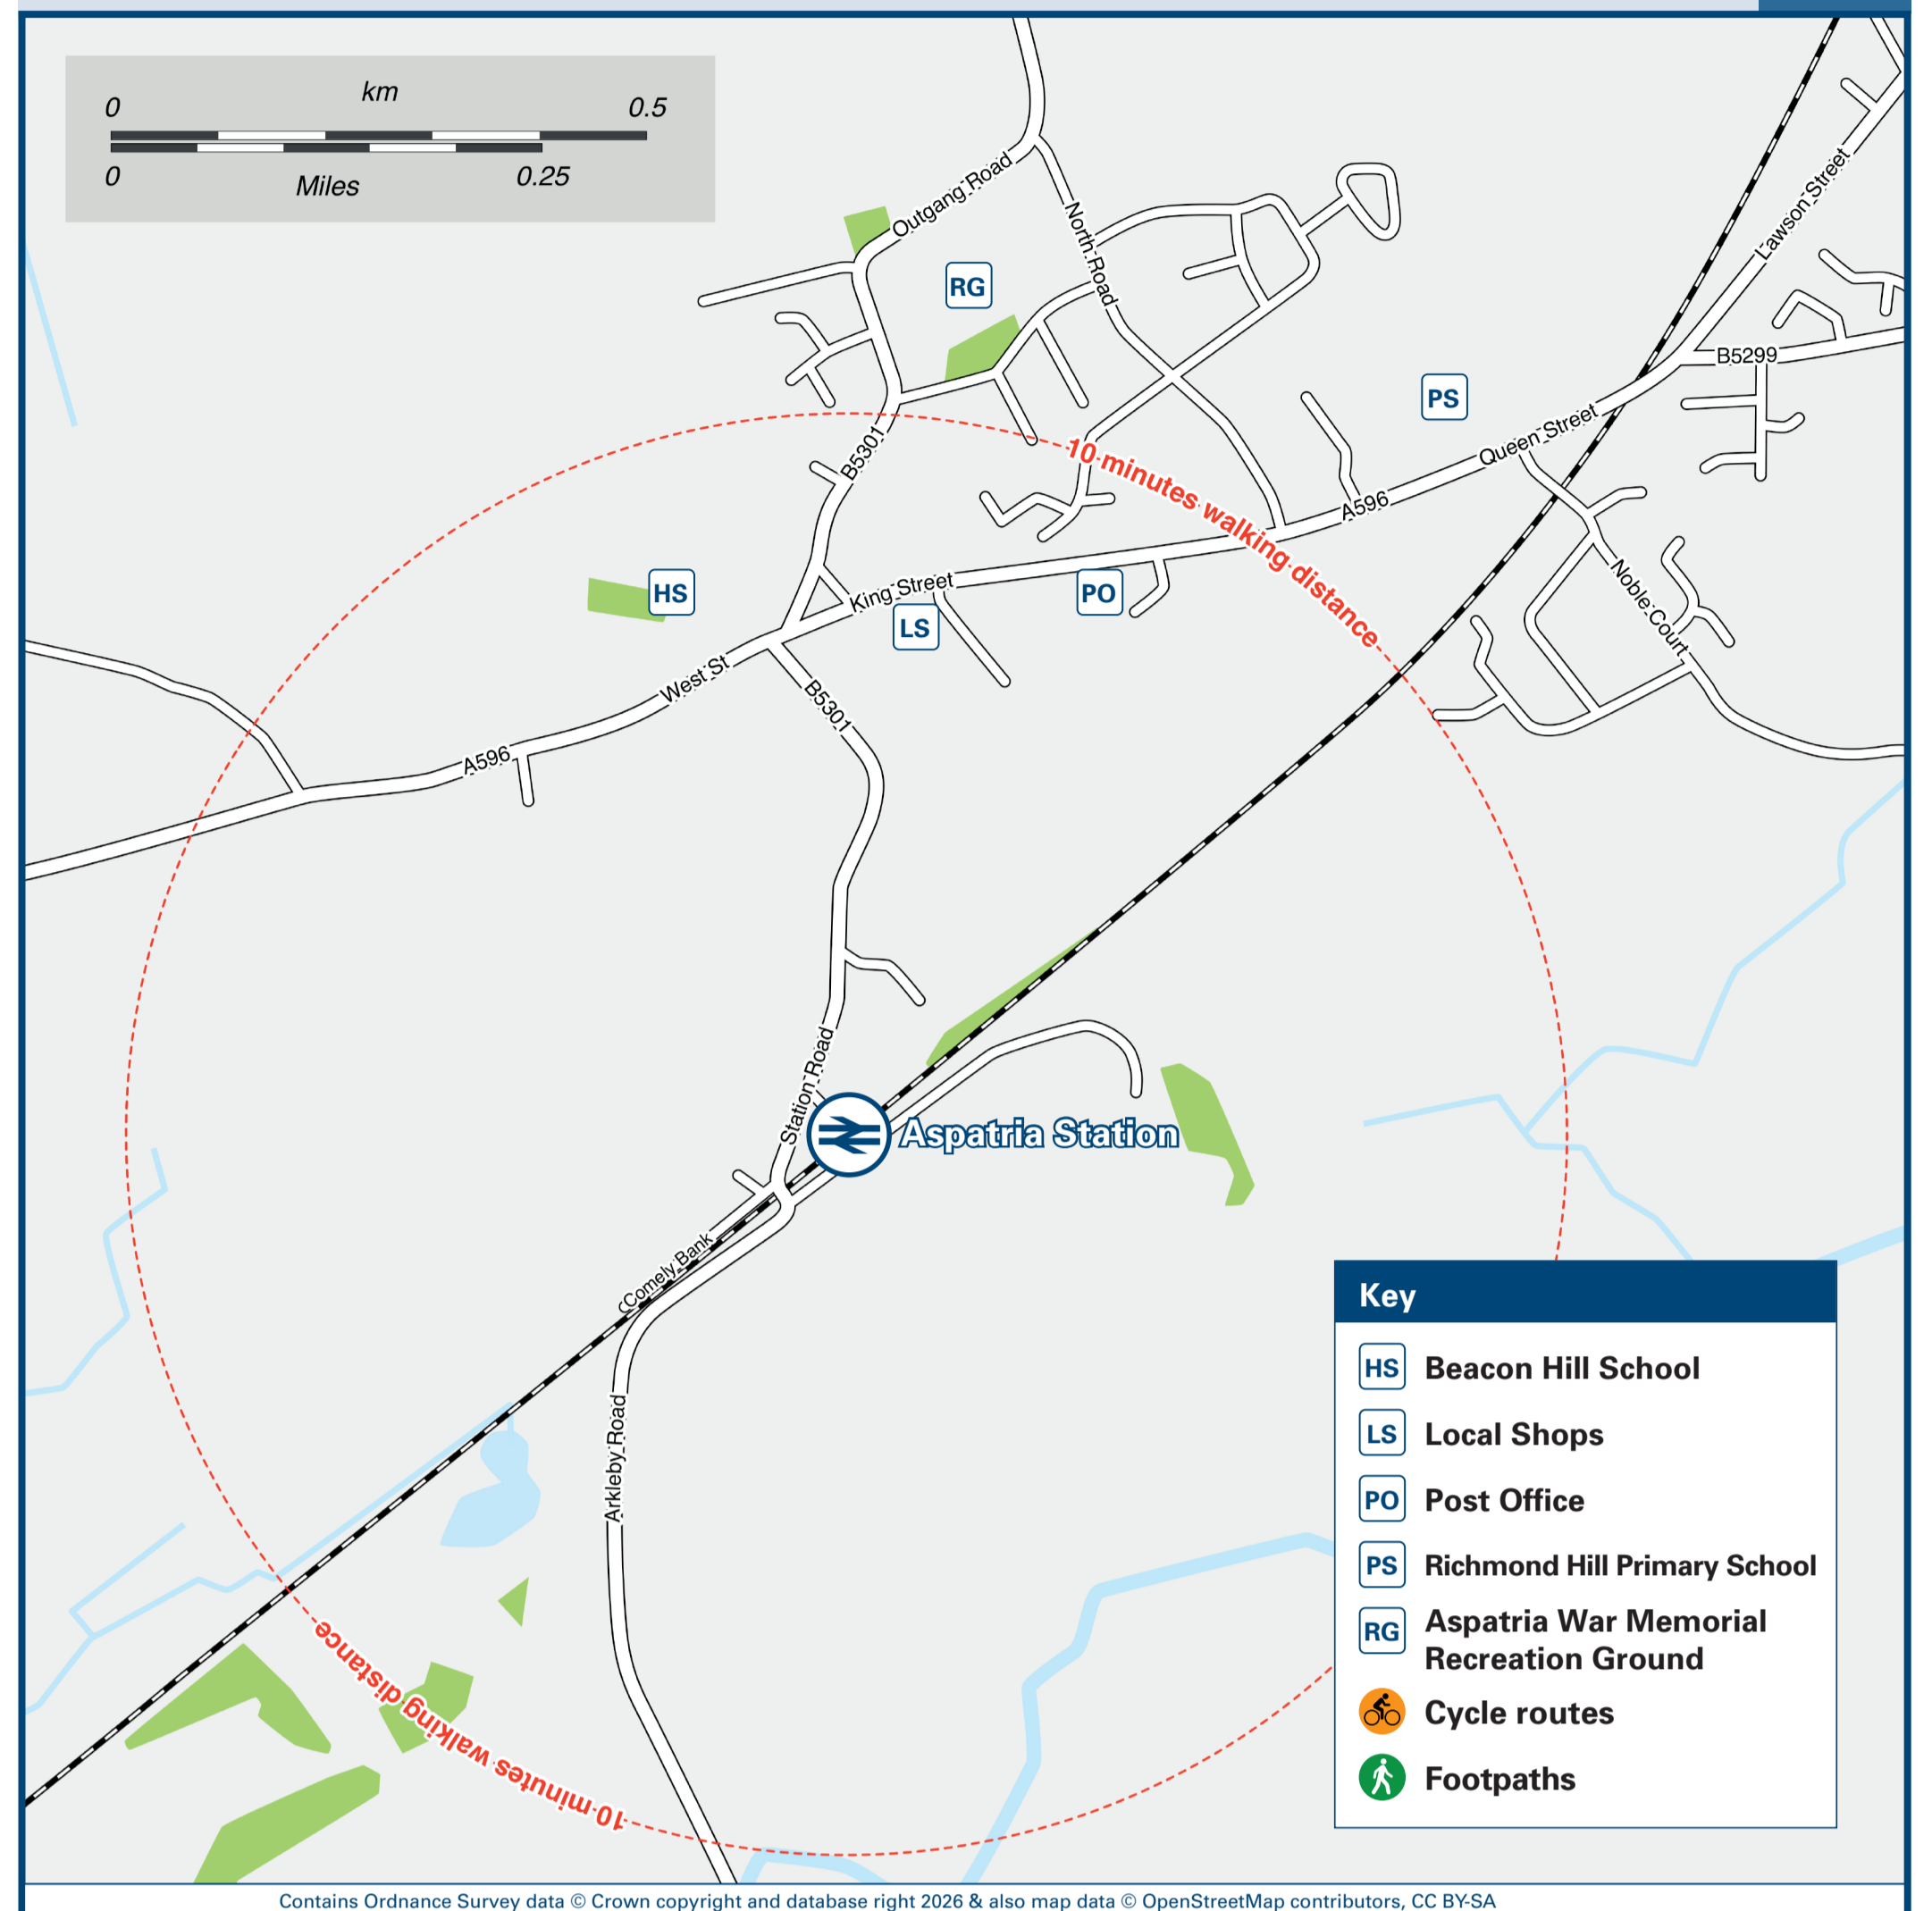 km
0 0.5
0 Miles 0.25
Outgang Road
North Road
Lawson Street
RG
B5299
PS
Queen Street
B5301
10 minutes walking distance
A596
HS
King Street
PO
LS
Noble Court
West St
B5301
A596
Station Road
Aspatria Station
Comely Bank
Arkleby Road
10 minutes walking distance
Key
HS Beacon Hill School
LS Local Shops
PO Post Office
PS Richmond Hill Primary School
RG Aspatria War Memorial
Recreation Ground
Cycle routes
Footpaths
Contains Ordnance Survey data © Crown copyright and database right 2026 & also map data © OpenStreetMap contributors, CC BY-SA